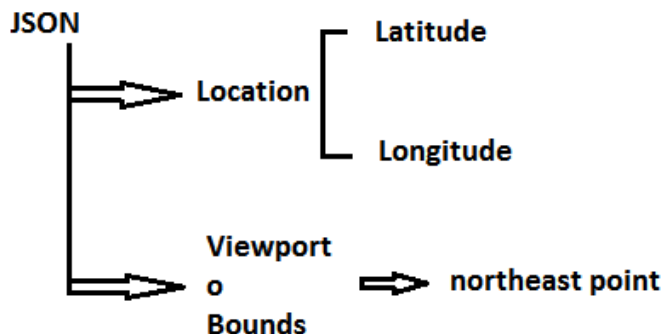 JSON
Latitude
Location
Longitude
Viewport
o
northeast point
Bounds